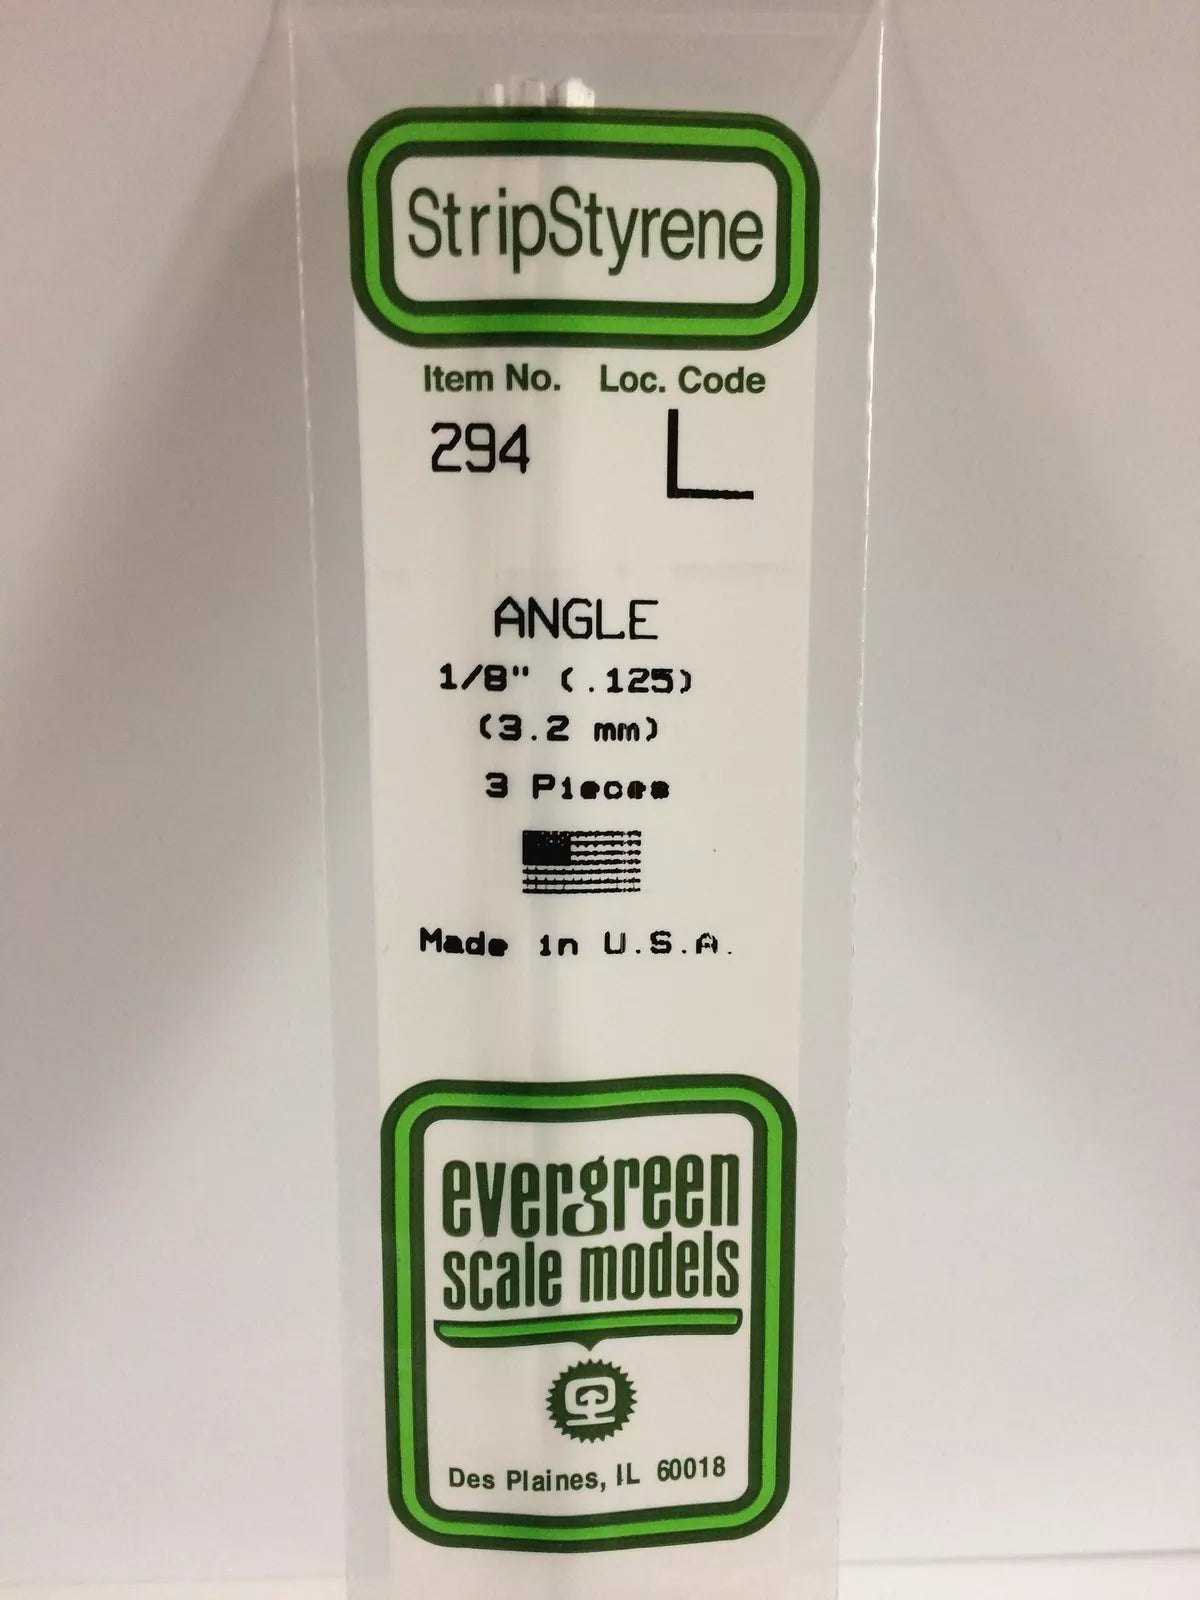 StripStyrene
Item No. Loc. Code
294 L
ANGLE
1/8" (.125)
(3.2 mm)
3 Pieces
Made in U.S.A.
evergreen
scale models
Des Plaines, IL 60018